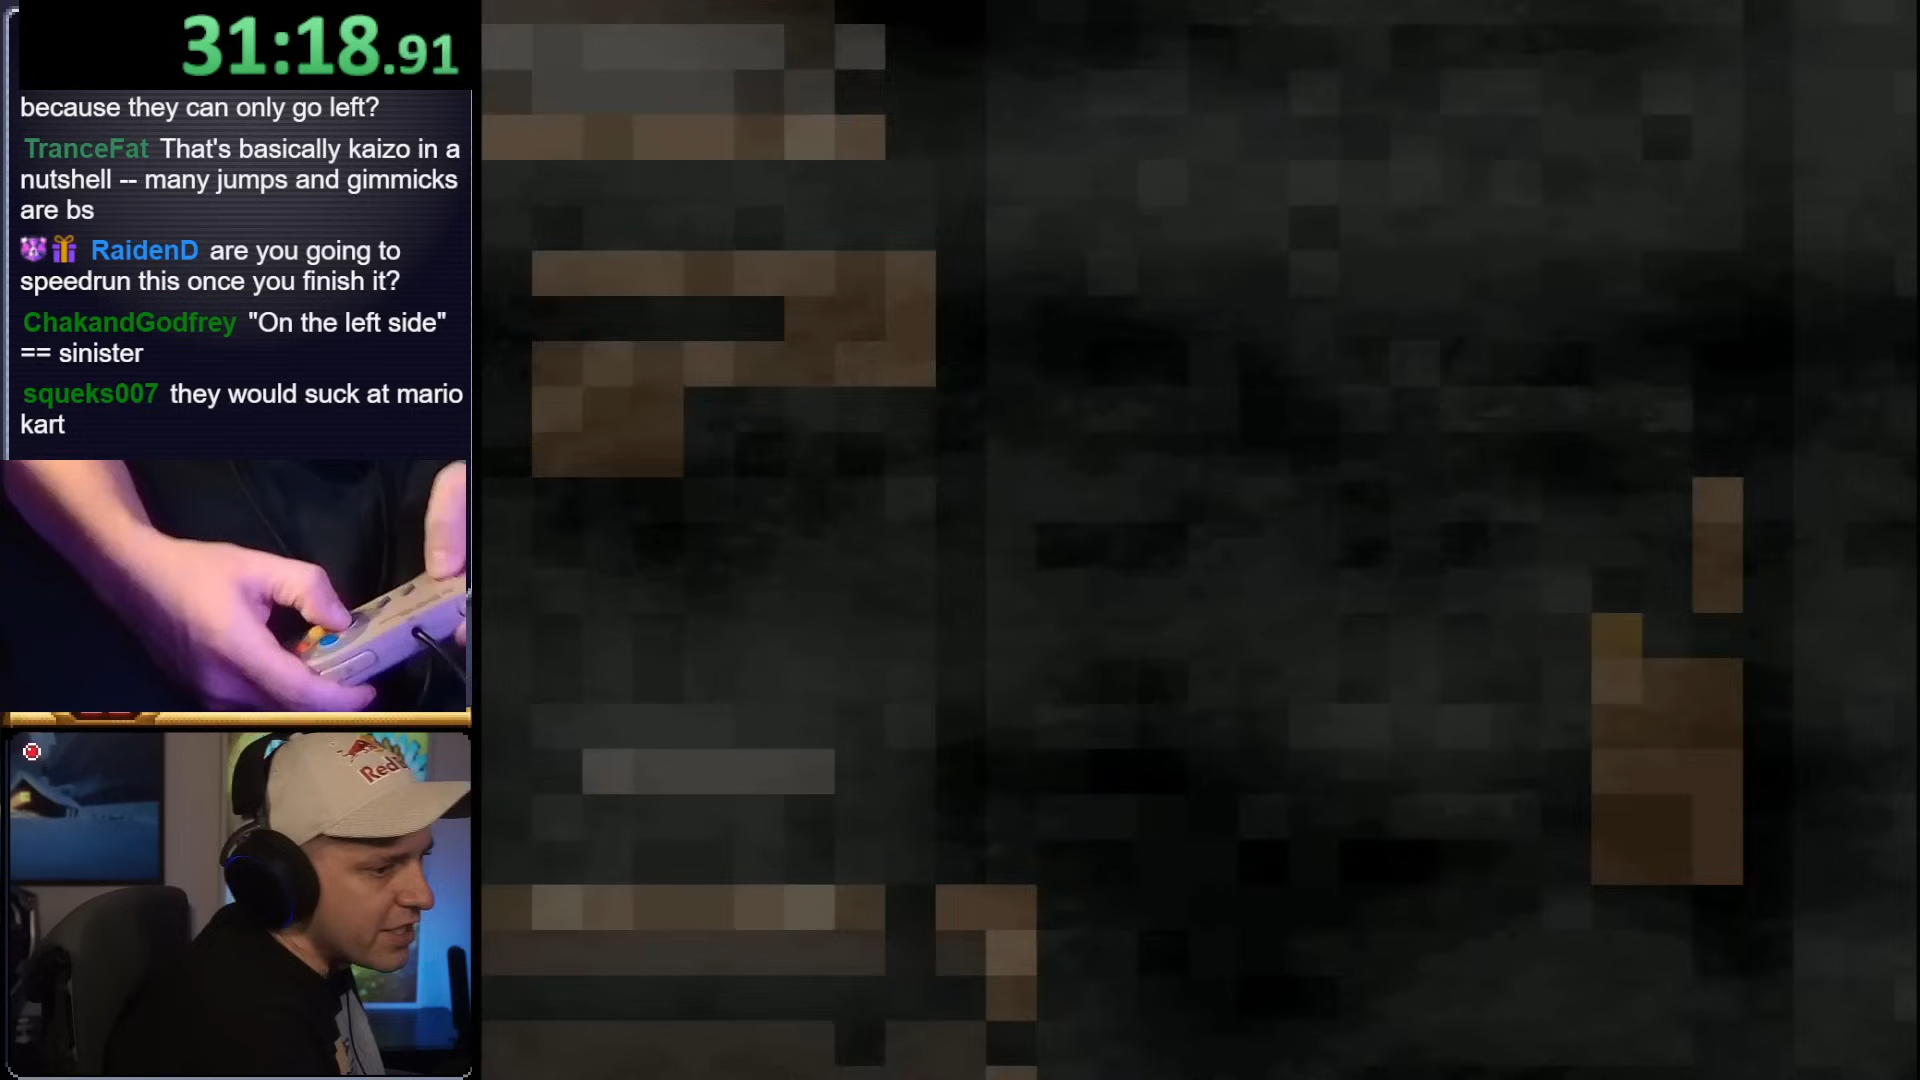 31:18.91
because they can only go left?
TranceFat That's basically kaizo in a
nutshell -- many jumps and gimmicks
are bs
RaidenD are you going to
speedrun this once you finish it?
ChakandGodfrey "On the left side"
== sinister
squeks007 they would suck at mario
kart
Red